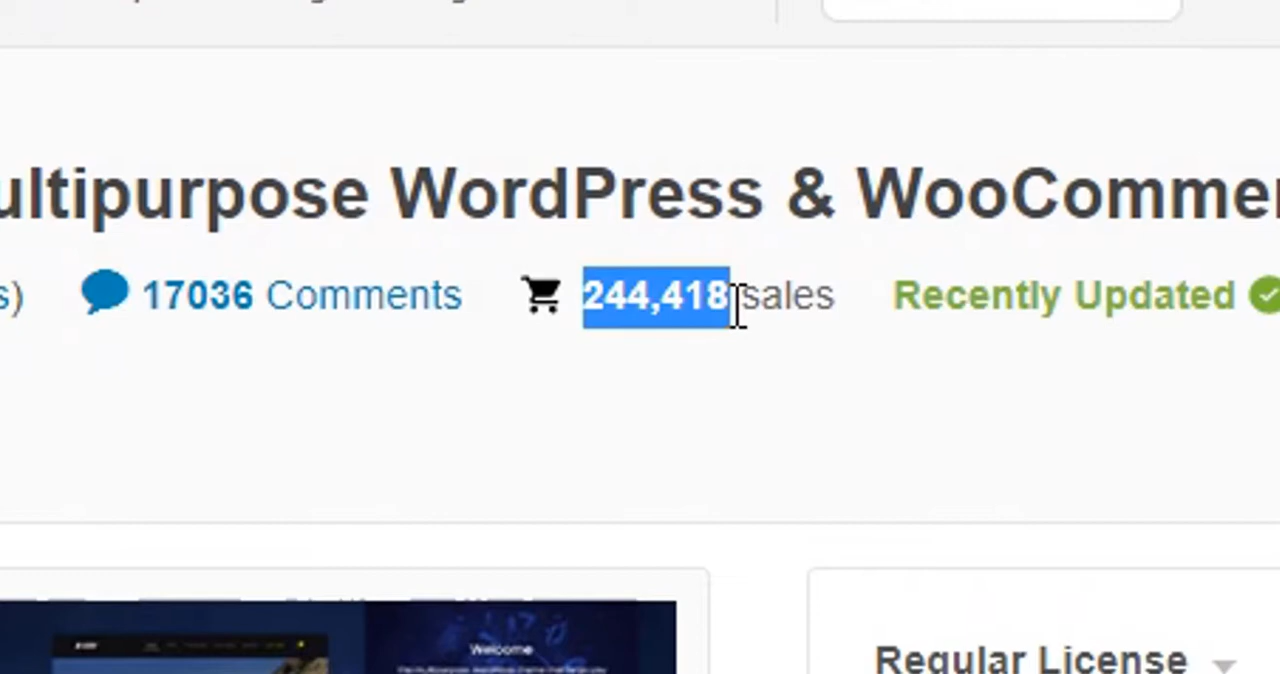 ultipurpose WordPress & WooCommer
s) 17036 Comments 244,418 sales Recently Updated
Welcome
Regular License